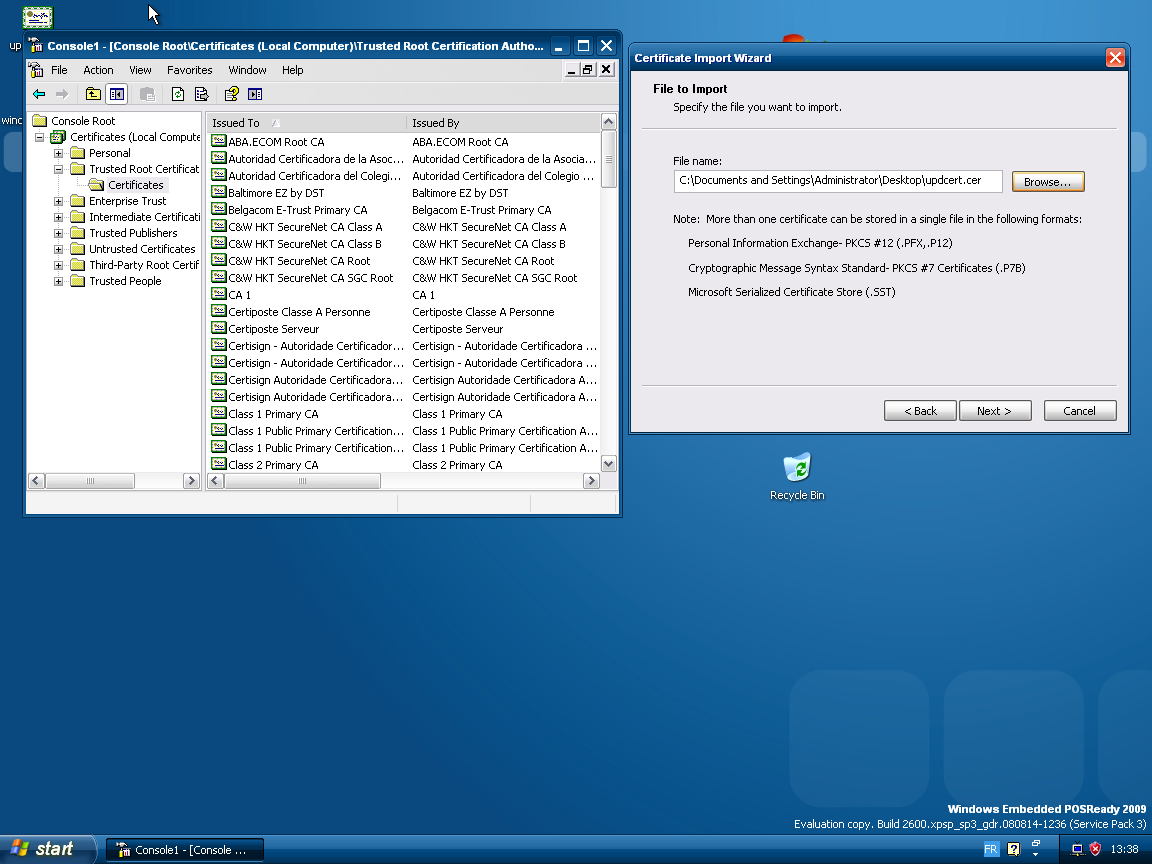 up
wind
Console1 - [Console Root\Certificates (Local Computer)\Trusted Root Certification Autho...
File Action View Favorites Window Help
Console Root
Certificates (Local Compute
Personal
Trusted Root Certificat
Certificates
Enterprise Trust
Intermediate Certificati
Trusted Publishers
Untrusted Certificates
Third-Party Root Certif
Trusted People
Issued To Issued By
ABA.ECOM Root CA ABA.ECOM Root CA
Autoridad Certificadora de la Asoc... Autoridad Certificadora de la Asocia...
Autoridad Certificadora del Colegi... Autoridad Certificadora del Colegio ...
Baltimore EZ by DST Baltimore EZ by DST
Belgacom E-Trust Primary CA Belgacom E-Trust Primary CA
C&W HKT SecureNet CA Class A C&W HKT SecureNet CA Class A
C&W HKT SecureNet CA Class B C&W HKT SecureNet CA Class B
C&W HKT SecureNet CA Root C&W HKT SecureNet CA Root
C&W HKT SecureNet CA SGC Root C&W HKT SecureNet CA SGC Root
CA 1 CA 1
Certiposte Classe A Personne Certiposte Classe A Personne
Certiposte Serveur Certiposte Serveur
Certisign - Autoridade Certificador... Certisign - Autoridade Certificadora ...
Certisign - Autoridade Certificador... Certisign - Autoridade Certificadora ...
Certisign Autoridade Certificadora... Certisign Autoridade Certificadora A...
Certisign Autoridade Certificadora... Certisign Autoridade Certificadora A...
Class 1 Primary CA Class 1 Primary CA
Class 1 Public Primary Certification... Class 1 Public Primary Certification A...
Class 1 Public Primary Certification... Class 1 Public Primary Certification A...
Class 2 Primary CA Class 2 Primary CA
Certificate Import Wizard
File to Import
Specify the file you want to import.
File name:
C:\Documents and Settings\Administrator\Desktop\updcert.cer Browse...
Note: More than one certificate can be stored in a single file in the following formats:
Personal Information Exchange- PKCS #12 (.PFX,.P12)
Cryptographic Message Syntax Standard- PKCS #7 Certificates (.P7B)
Microsoft Serialized Certificate Store (.SST)
< Back Next > Cancel
Recycle Bin
Windows Embedded POSReady 2009
Evaluation copy. Build 2600.xpsp_sp3_gdr.080814-1236 (Service Pack 3)
start Console1 - [Console ... FR 13:38